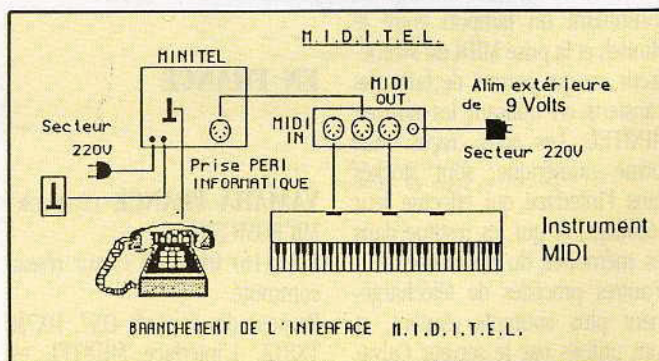 M.I.D.I.T.E.L.
MINITEL
MIDI
OUT
MIDI
IN
Alim extérieure
de 9 Volts
Secteur
220V
Secteur 220V
Prise PERI
INFORMATIQUE
Instrument
MIDI
BRANCHEMENT DE L'INTERFACE M.I.D.I.T.E.L.